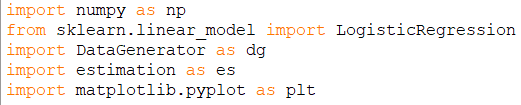 import numpy as np
from sklearn.linear_model import LogisticRegression
import DataGenerator as dg
import estimation as es
import matplotlib.pyplot as plt